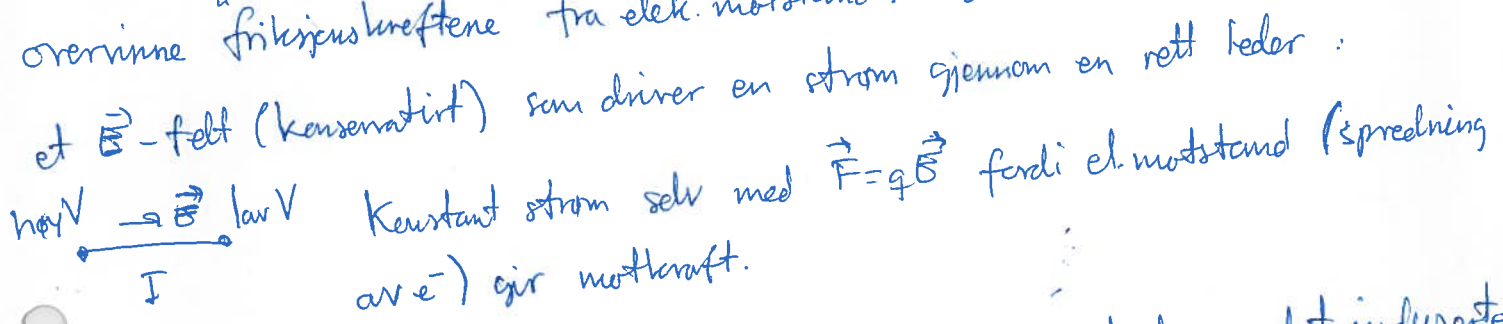 overvinne friksjonskreftene fra elek.
et E⃗-felt (konservativt) som driver en strøm gjennom en rett leder :
høy V → E⃗ lav V Konstant strøm selv med F⃗=qE⃗ fordi el. motstand (spredning
I av e⁻) gir motkraft.